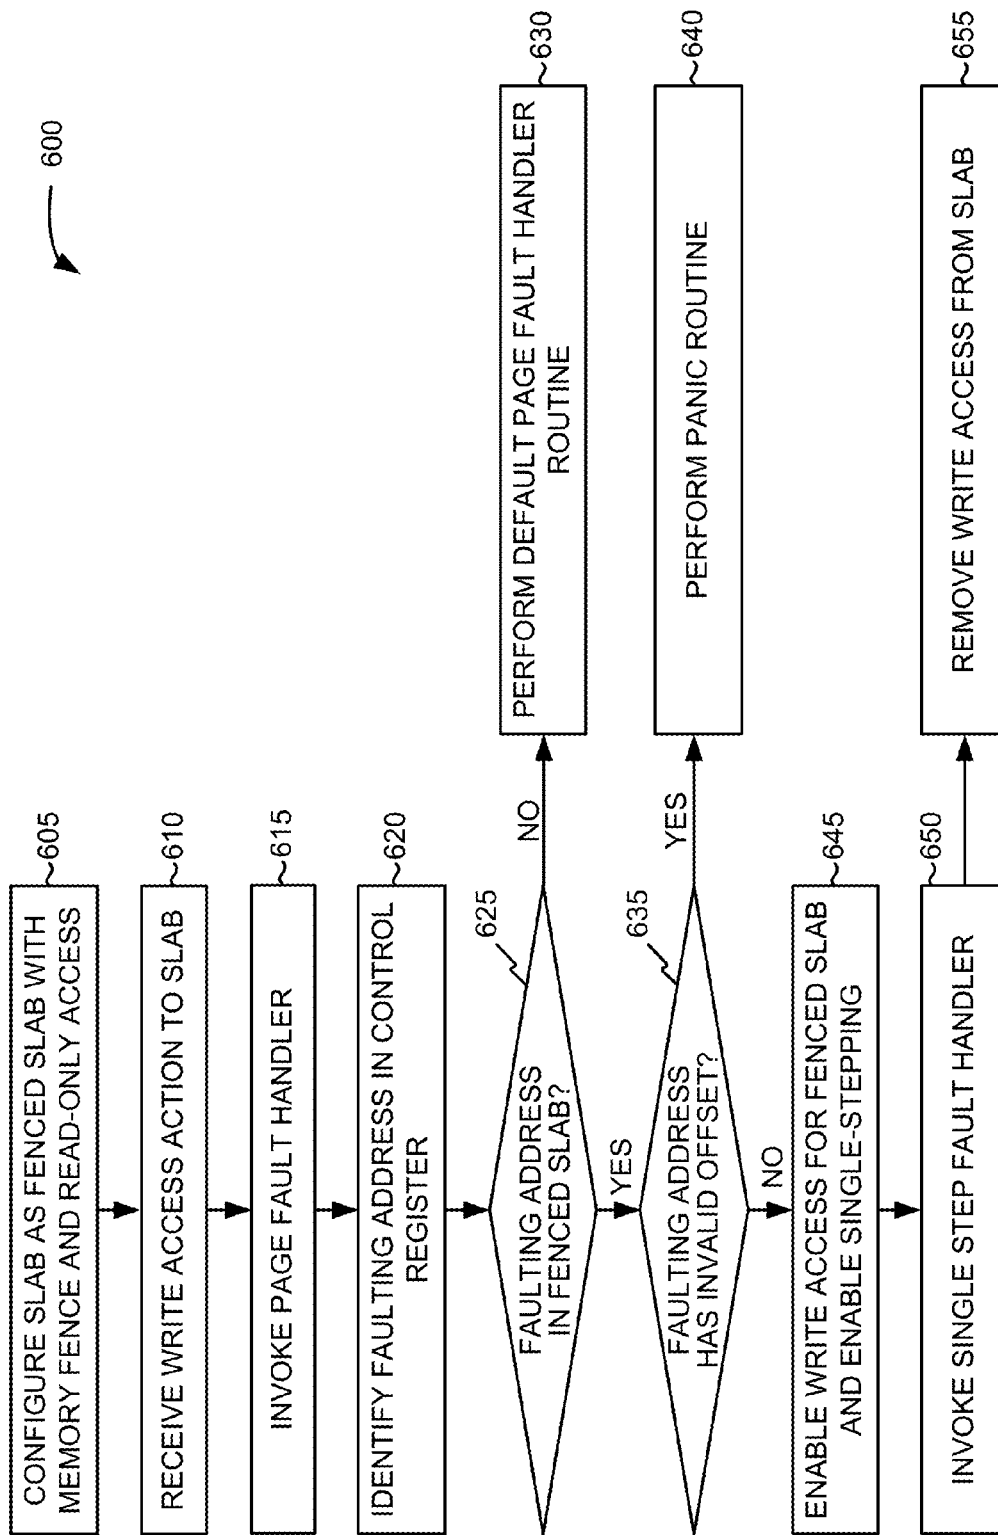 600
CONFIGURE SLAB AS FENCED SLAB WITH
MEMORY FENCE AND READ-ONLY ACCESS
605
RECEIVE WRITE ACCESS ACTION TO SLAB
610
INVOKE PAGE FAULT HANDLER
615
IDENTIFY FAULTING ADDRESS IN CONTROL
REGISTER
620
FAULTING ADDRESS
IN FENCED SLAB?
625
NO
PERFORM DEFAULT PAGE FAULT HANDLER
ROUTINE
630
YES
FAULTING ADDRESS
HAS INVALID OFFSET?
635
YES
PERFORM PANIC ROUTINE
640
NO
ENABLE WRITE ACCESS FOR FENCED SLAB
AND ENABLE SINGLE-STEPPING
645
INVOKE SINGLE STEP FAULT HANDLER
650
REMOVE WRITE ACCESS FROM SLAB
655